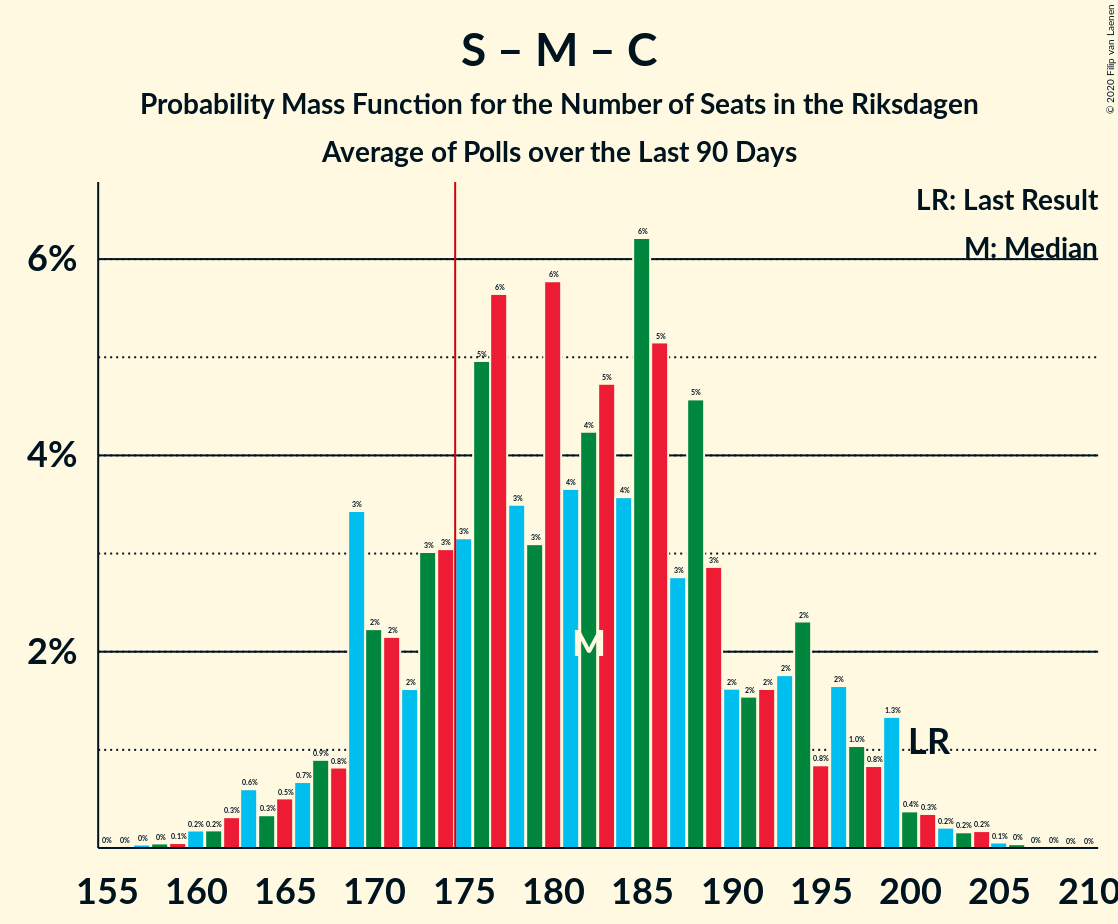 S – M – C
Probability Mass Function for the Number of Seats in the Riksdagen
Average of Polls over the Last 90 Days
© 2020 Filip van Laenen
LR: Last Result
M: Median
6%
4%
2%
0% 0% 0% 0% 0.1% 0.2% 0.2% 0.3% 0.6% 0.3% 0.5% 0.7% 0.9% 0.8% 3% 2% 2% 2% 3% 3% 3% 5% 6% 3% 3% 6% 4% 4% 5% 4% 6% 5% 3% 5% 3% 2% 2% 2% 2% 2% 0.8% 2% 1.0% 0.8% 1.3% 0.4% 0.3% 0.2% 0.2% 0.2% 0.1% 0% 0% 0% 0% 0%
M
LR
155 160 165 170 175 180 185 190 195 200 205 210